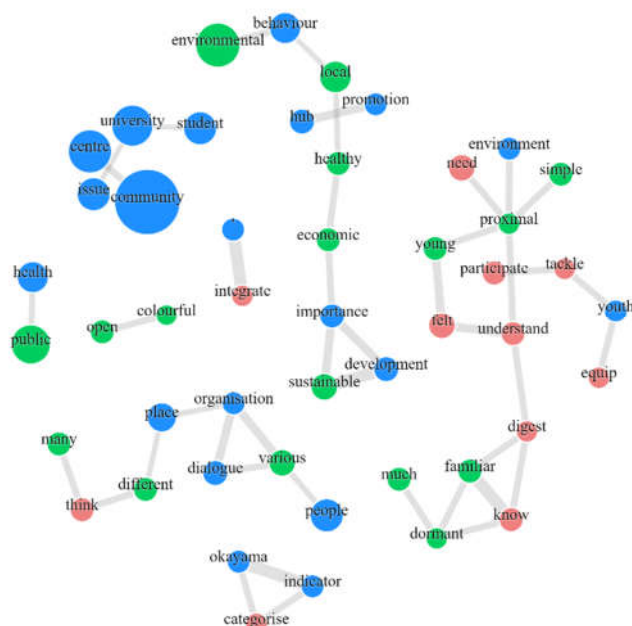 behaviour
environmental
local
promotion
hub
university
student
centre
issue
community
healthy
environment
need
simple
proximal
economic
young
participate
tackle
health
integrate
colourful
open
public
importance
felt
understand
youth
development
sustainable
equip
organisation
place
many
digest
dialogue
various
familiar
much
different
think
people
know
dormant
okayama
indicator
categorise